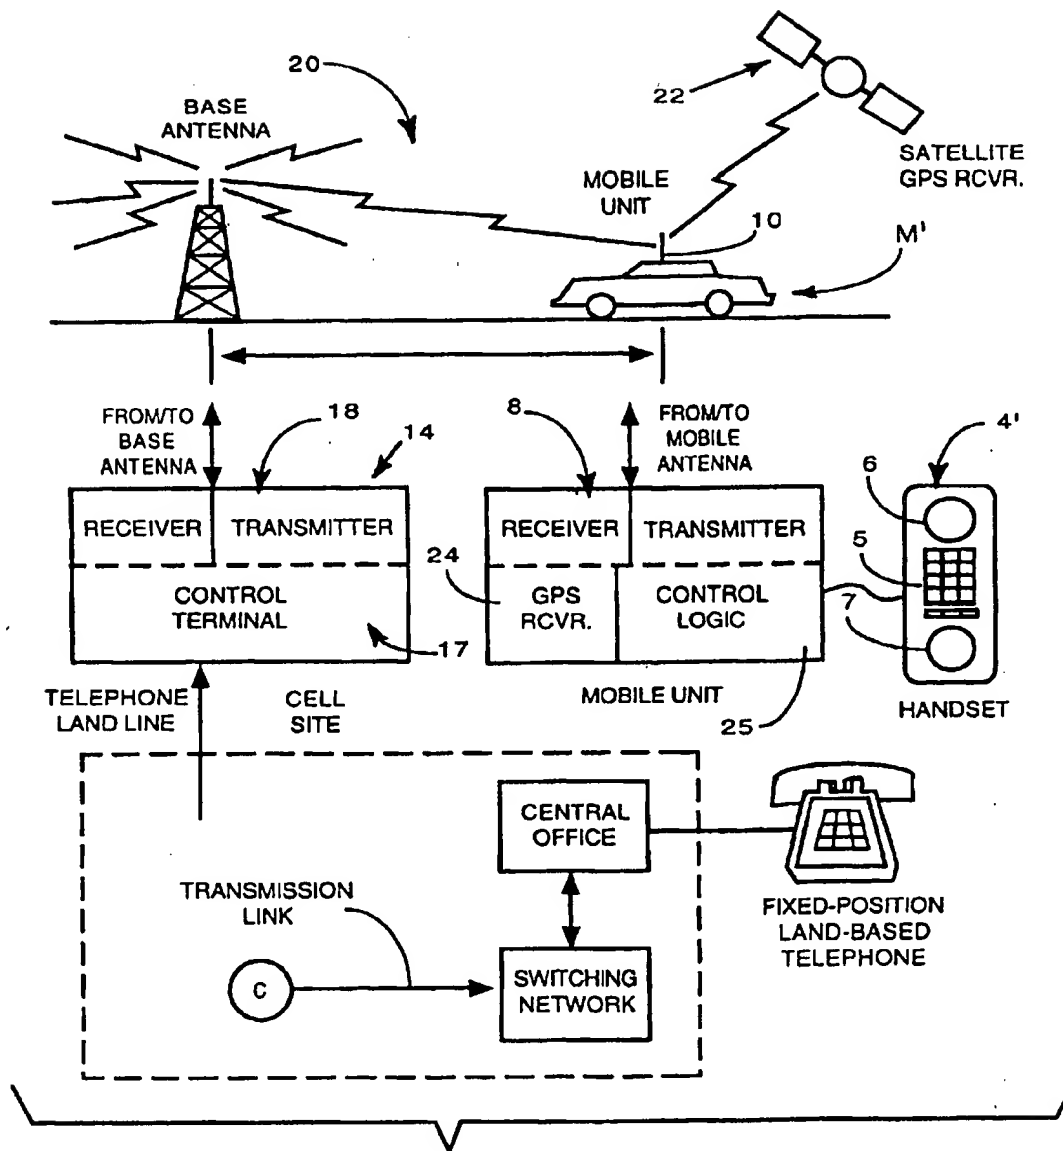 20
BASE
ANTENNA
22
SATELLITE
GPS RCVR.
MOBILE
UNIT
10
M'
FROM/TO
BASE
ANTENNA
18
14
8
FROM/TO
MOBILE
ANTENNA
4'
6
5
7
RECEIVER
TRANSMITTER
CONTROL
TERMINAL
17
24
RECEIVER
TRANSMITTER
GPS
RCVR.
CONTROL
LOGIC
25
HANDSET
TELEPHONE
LAND LINE
CELL
SITE
MOBILE UNIT
CENTRAL
OFFICE
TRANSMISSION
LINK
C
SWITCHING
NETWORK
FIXED-POSITION
LAND-BASED
TELEPHONE